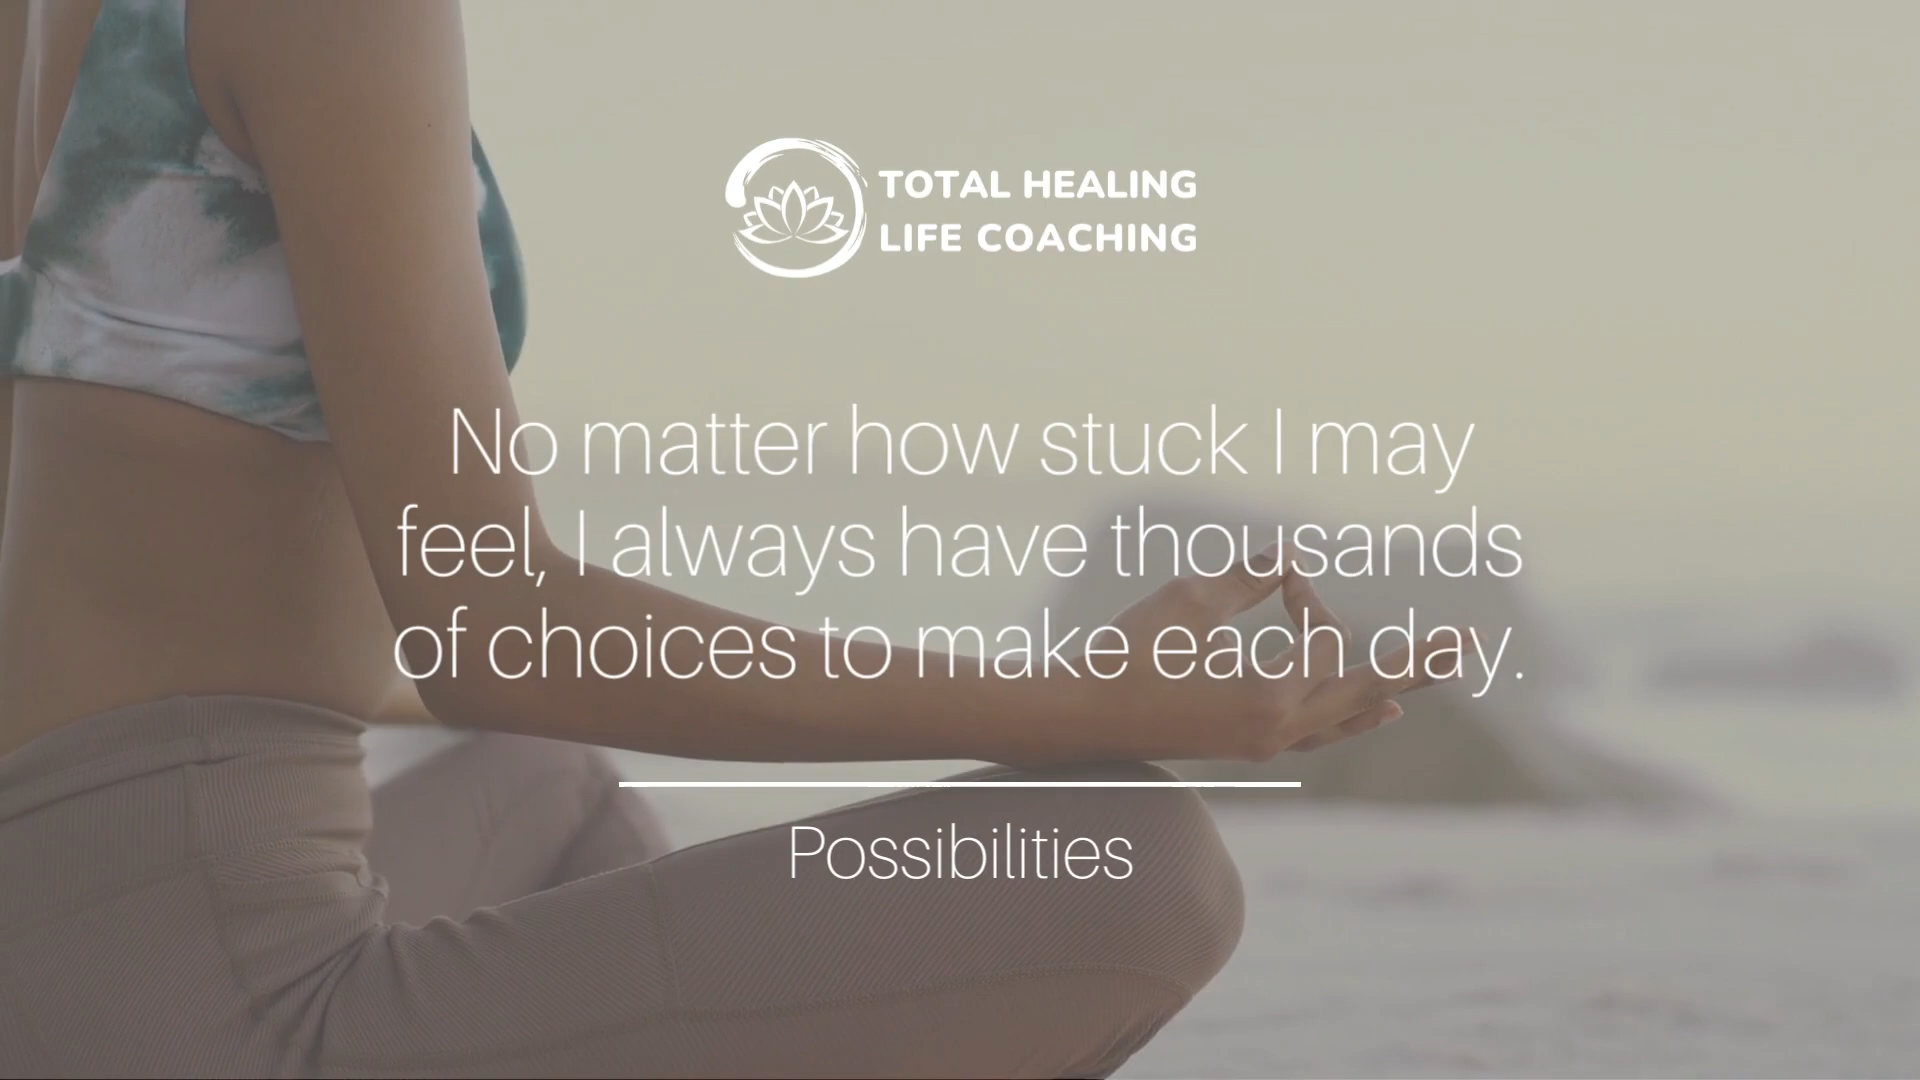 TOTAL HEALING
LIFE COACHING
No matter how stuck I may
feel, I always have thousands
of choices to make each day.
Possibilities